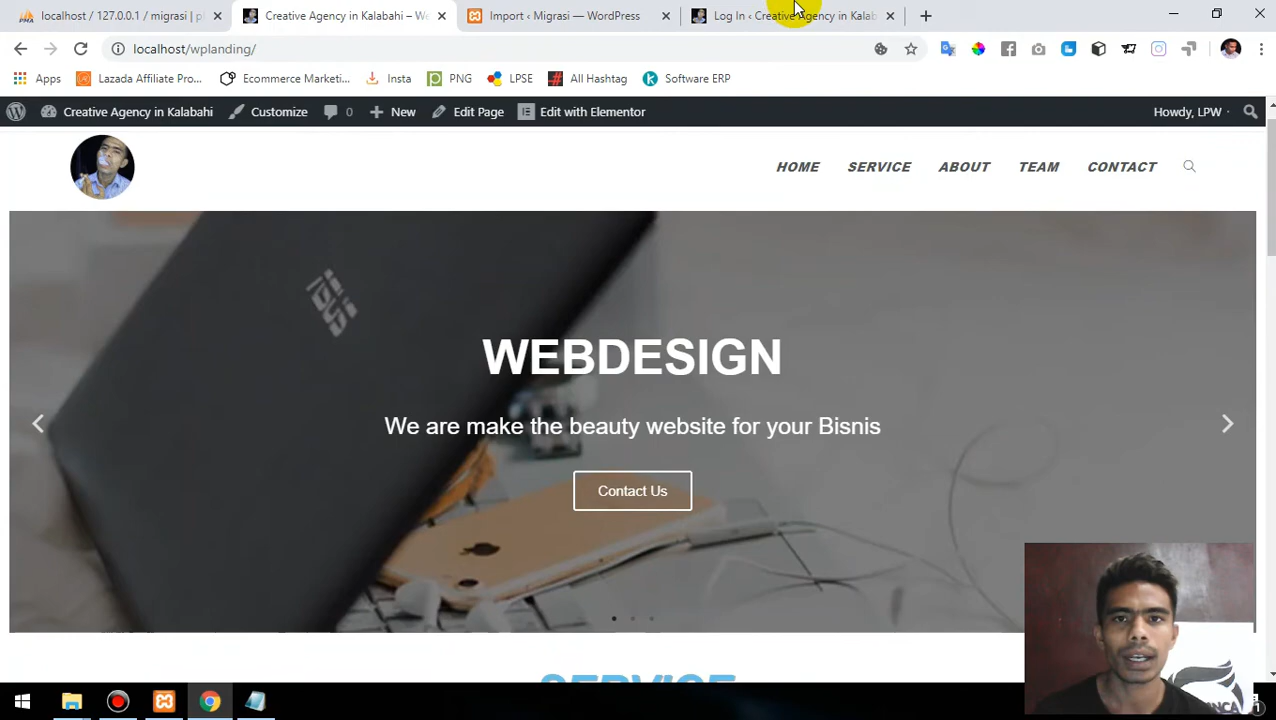 localhost / 127.0.0.1 / migrasi | p
Creative Agency in Kalabahi – We
Import ‹ Migrasi — WordPress
Log In ‹ Creative Agency in Kalab
localhost/wplanding/
Apps
Lazada Affiliate Pro...
Ecommerce Marketi...
Insta
PNG
LPSE
All Hashtag
Software ERP
Creative Agency in Kalabahi
Customize
0
New
Edit Page
Edit with Elementor
Howdy, LPW
HOME
SERVICE
ABOUT
TEAM
CONTACT
WEBDESIGN
We are make the beauty website for your Bisnis
Contact Us
SERVICE